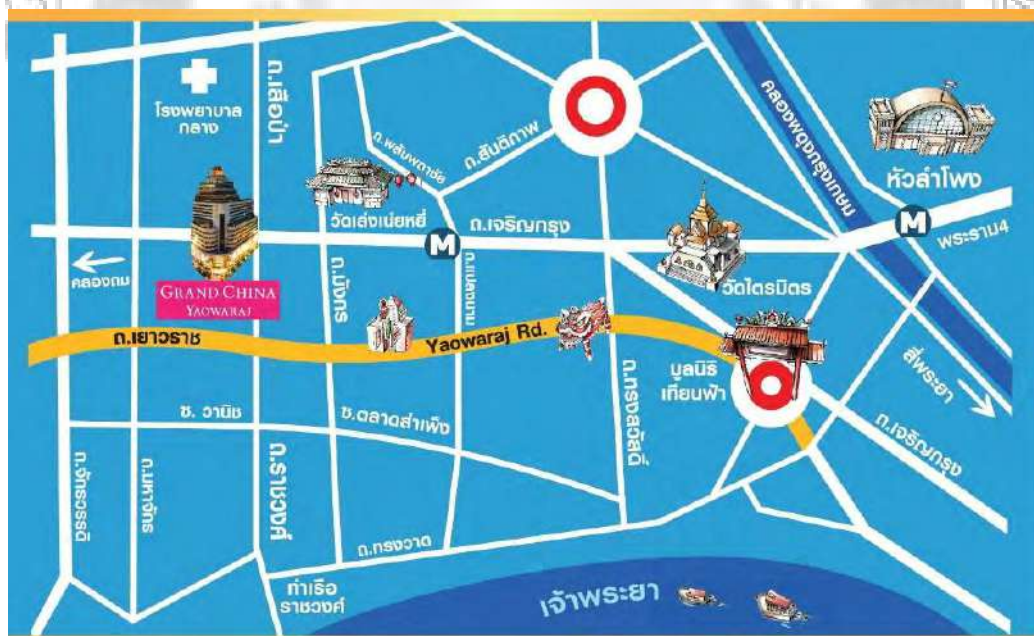 โรงพยาบาล
กลาง
ถ.เสือป่า
ถ.พลับพลาชัย
ถ.สันติภาพ
คลองผดุงกรุงเกษม
หัวลำโพง
วัดเล่งเน่ยหยี่
M
ถ.เจริญกรุง
M
พระราม4
คลองถม
GRAND CHINA
YAOWARAJ
ถ.มังกร
ถ.แปลงนาม
วัดไตรมิตร
ถ.เยาวราช
Yaowaraj Rd.
มูลนิธิ
เทียนฟ้า
สี่พระยา
ซ. วานิช
ซ.ตลาดสำเพ็ง
ถ.ทรงสวัสดิ์
ถ.เจริญกรุง
ถ.จักรวรรดิ
ถ.มหาจักร
ถ.ราชวงศ์
ถ.ทรงวาด
ท่าเรือ
ราชวงศ์
เจ้าพระยา